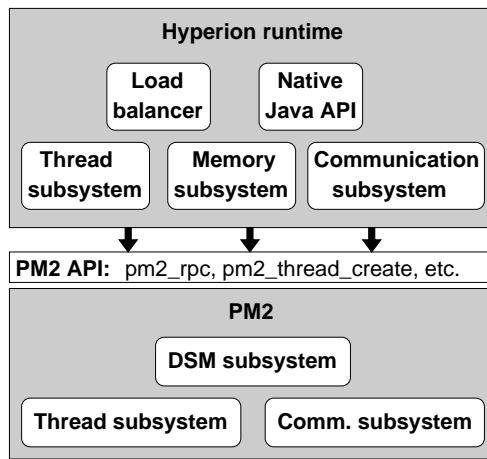 Hyperion runtime
Load
balancer
Native
Java API
Thread
subsystem
Memory
subsystem
Communication
subsystem
PM2 API: pm2_rpc, pm2_thread_create, etc.
PM2
DSM subsystem
Thread subsystem
Comm. subsystem